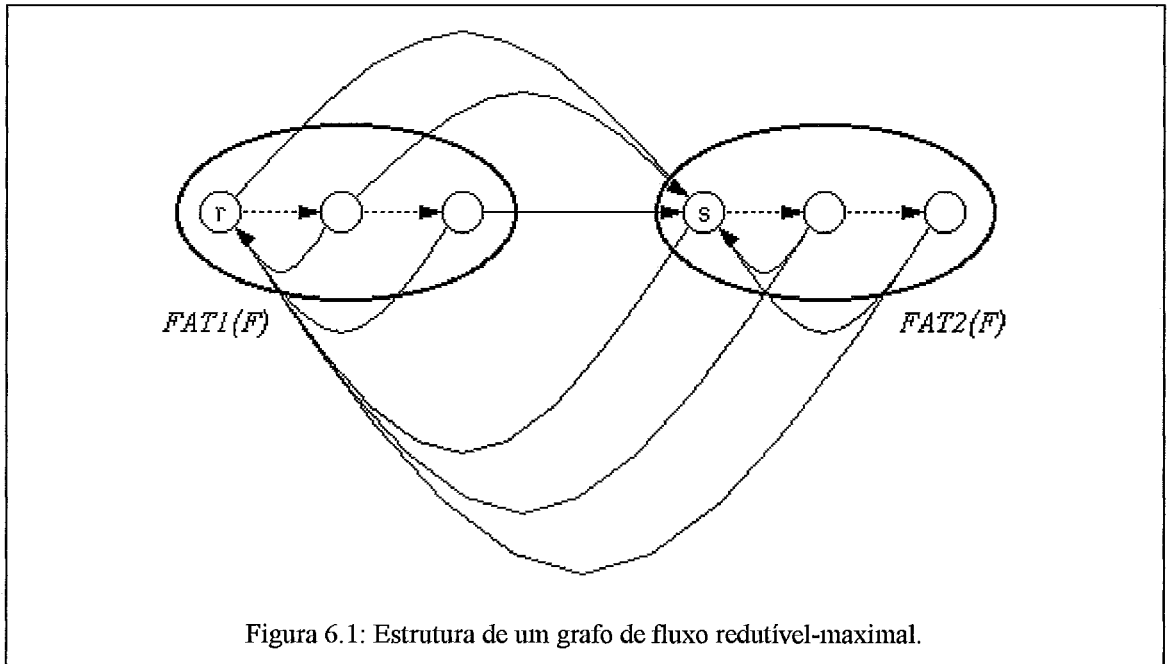 r
s
FAT1(F)
FAT2(F)
Figura 6.1: Estrutura de um grafo de fluxo redutível-maximal.